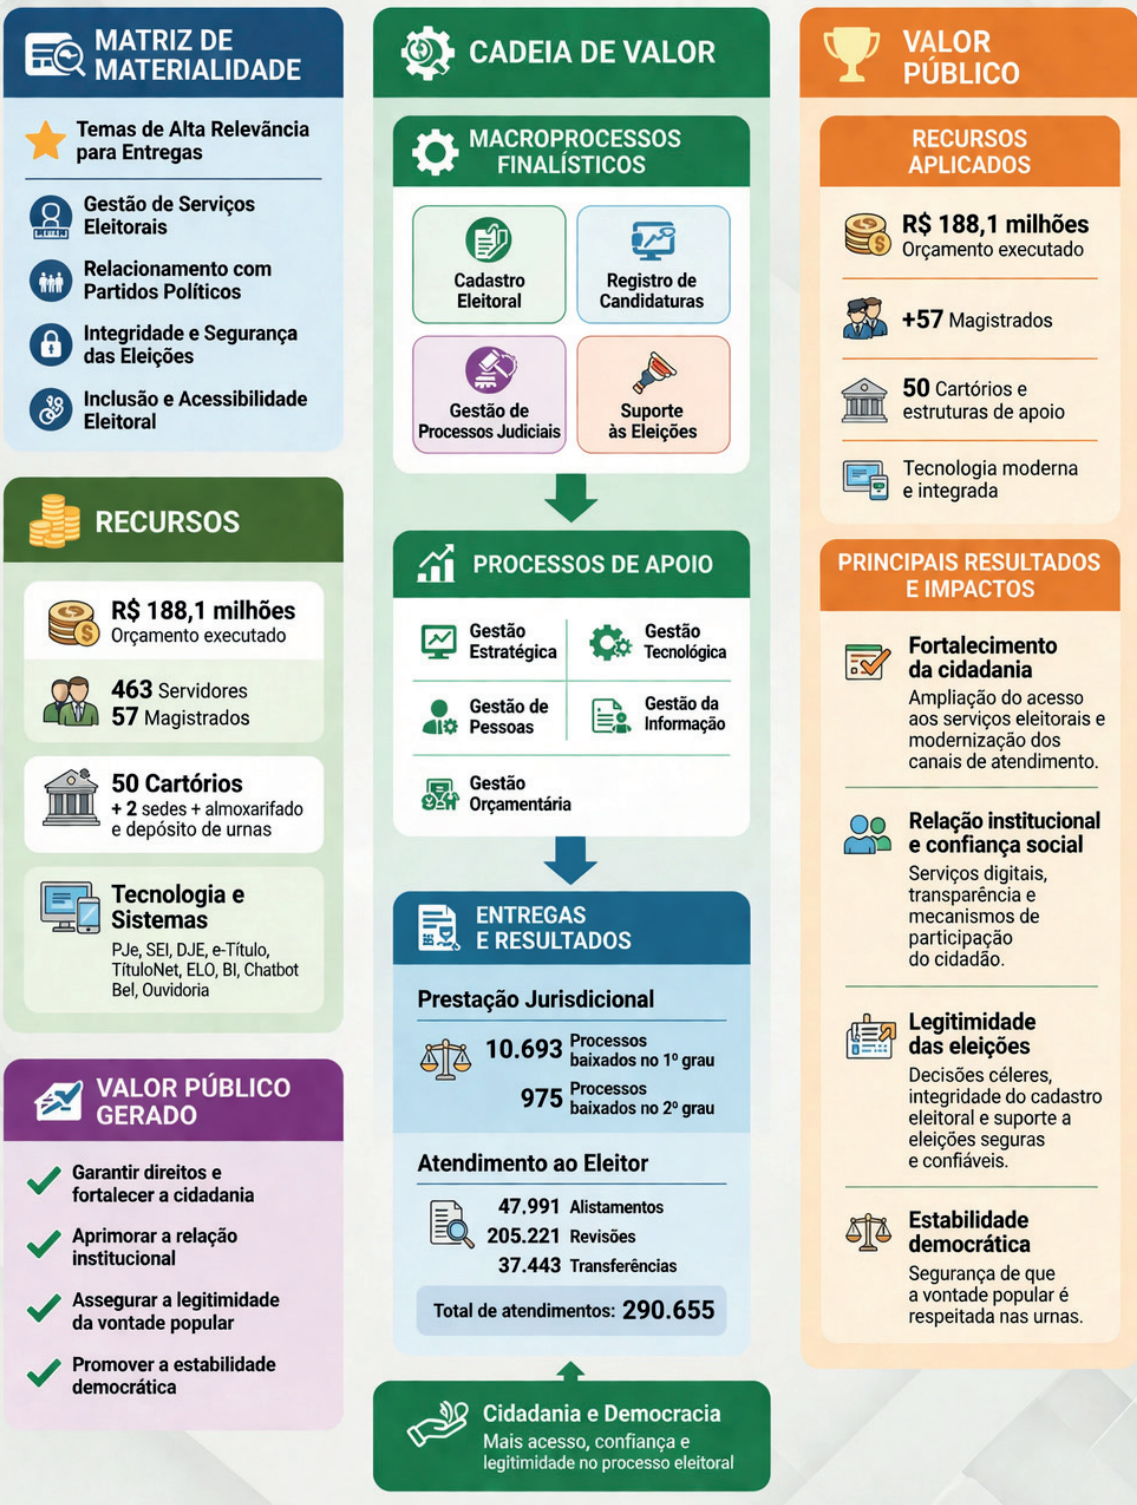 MATRIZ DE
MATERIALIDADE
Temas de Alta Relevância
para Entregas
Gestão de Serviços
Eleitorais
Relacionamento com
Partidos Políticos
Integridade e Segurança
das Eleições
Inclusão e Acessibilidade
Eleitoral
RECURSOS
R$ 188,1 milhões
Orçamento executado
463 Servidores
57 Magistrados
50 Cartórios
+ 2 sedes + almoxarifado
e depósito de urnas
Tecnologia e
Sistemas
PJe, SEI, DJE, e-Título,
TítuloNet, ELO, BI, Chatbot
Bel, Ouvidoria
VALOR PÚBLICO
GERADO
Garantir direitos e
fortalecer a cidadania
Aprimorar a relação
institucional
Assegurar a legitimidade
da vontade popular
Promover a estabilidade
democrática
CADEIA DE VALOR
MACROPROCESSOS
FINALÍSTICOS
Cadastro
Eleitoral
Registro de
Candidaturas
Gestão de
Processos Judiciais
Suporte
às Eleições
PROCESSOS DE APOIO
Gestão
Estratégica
Gestão
Tecnológica
Gestão de
Pessoas
Gestão da
Informação
Gestão
Orçamentária
ENTREGAS
E RESULTADOS
Prestação Jurisdicional
10.693 Processos
baixados no 1º grau
975 Processos
baixados no 2º grau
Atendimento ao Eleitor
47.991 Alistamentos
205.221 Revisões
37.443 Transferências
Total de atendimentos: 290.655
Cidadania e Democracia
Mais acesso, confiança e
legitimidade no processo eleitoral
VALOR
PÚBLICO
RECURSOS
APLICADOS
R$ 188,1 milhões
Orçamento executado
+57 Magistrados
50 Cartórios e
estruturas de apoio
Tecnologia moderna
e integrada
PRINCIPAIS RESULTADOS
E IMPACTOS
Fortalecimento
da cidadania
Ampliação do acesso
aos serviços eleitorais e
modernização dos
canais de atendimento.
Relação institucional
e confiança social
Serviços digitais,
transparência e
mecanismos de
participação
do cidadão.
Legitimidade
das eleições
Decisões céleres,
integridade do cadastro
eleitoral e suporte a
eleições seguras
e confiáveis.
Estabilidade
democrática
Segurança de que
a vontade popular é
respeitada nas urnas.